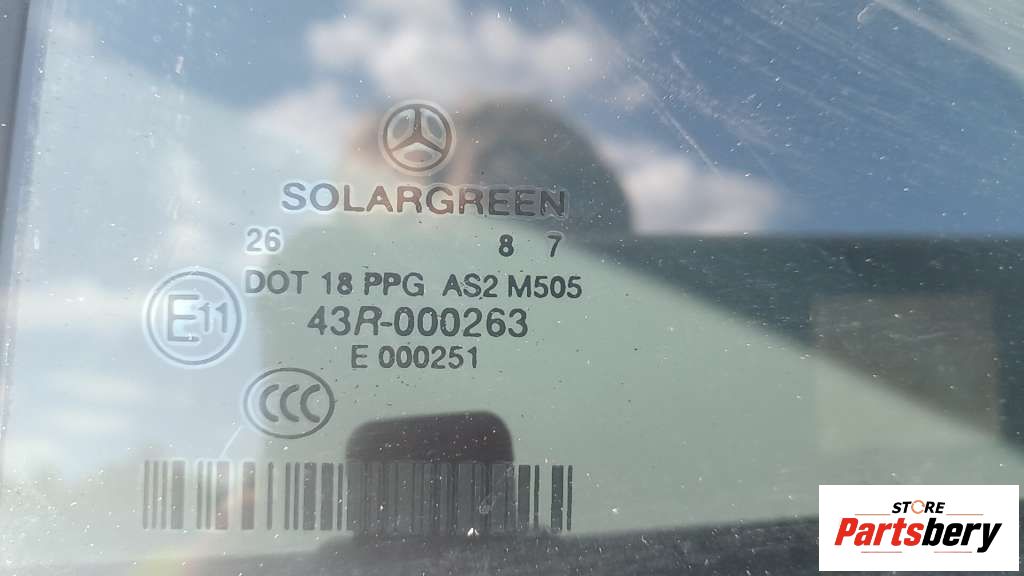 SOLARGREEN
26 8 7
DOT 18 PPG AS2 M505
E11
43R-000263
E 000251
CCC
STORE
Partsbery